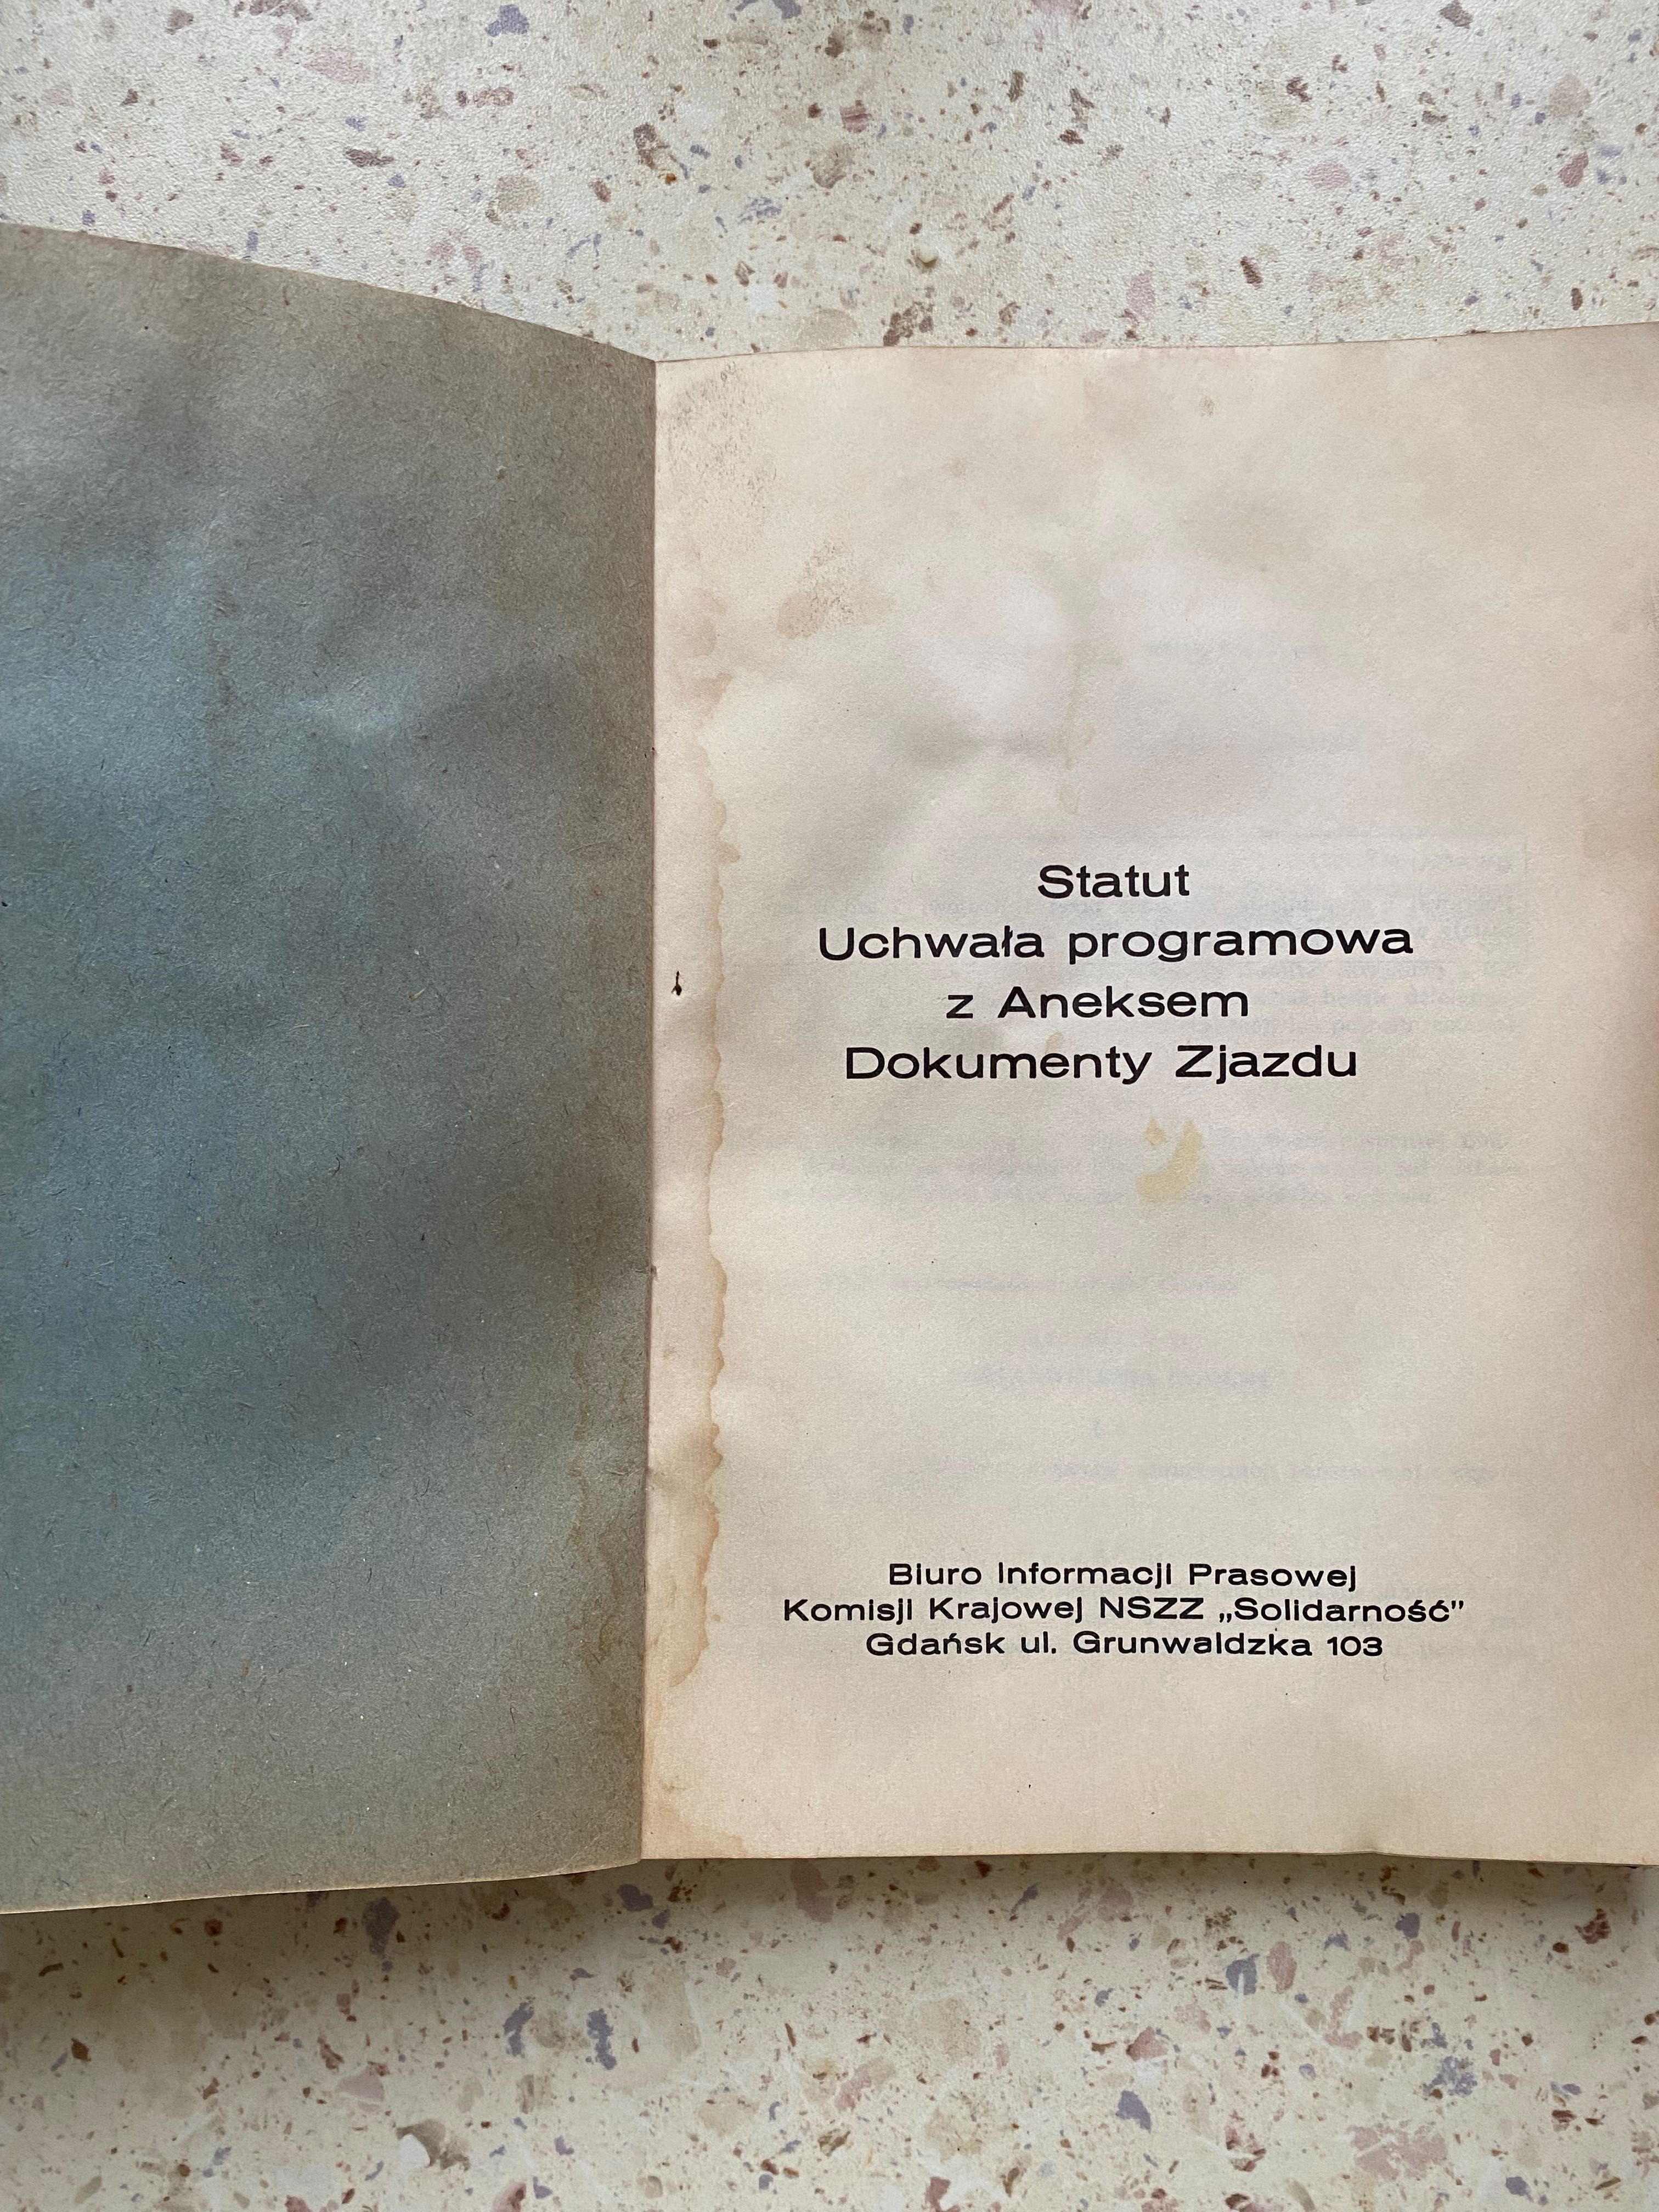 Statut
Uchwała programowa
z Aneksem
Dokumenty Zjazdu
Biuro Informacji Prasowej
Komisji Krajowej NSZZ „Solidarność”
Gdańsk ul. Grunwaldzka 103